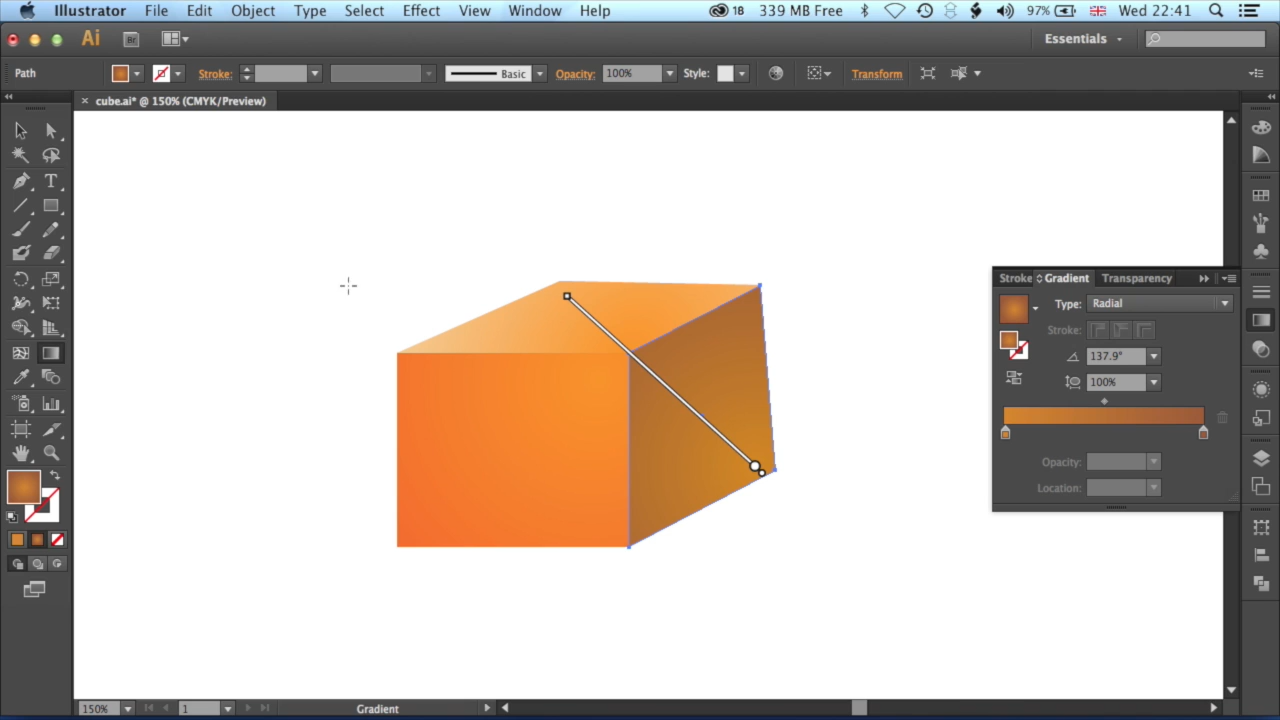 Illustrator File Edit Object Type Select Effect View Window Help 18 339 MB Free 97% Wed 22:41
Ai Br Essentials
Path Stroke: Basic Opacity: 100% Style: Transform
× cube.ai* @ 150% (CMYK/Preview)
T
Stroke Gradient Transparency
Type: Radial
Stroke:
137.9°
100%
Opacity:
Location:
150% 1 Gradient